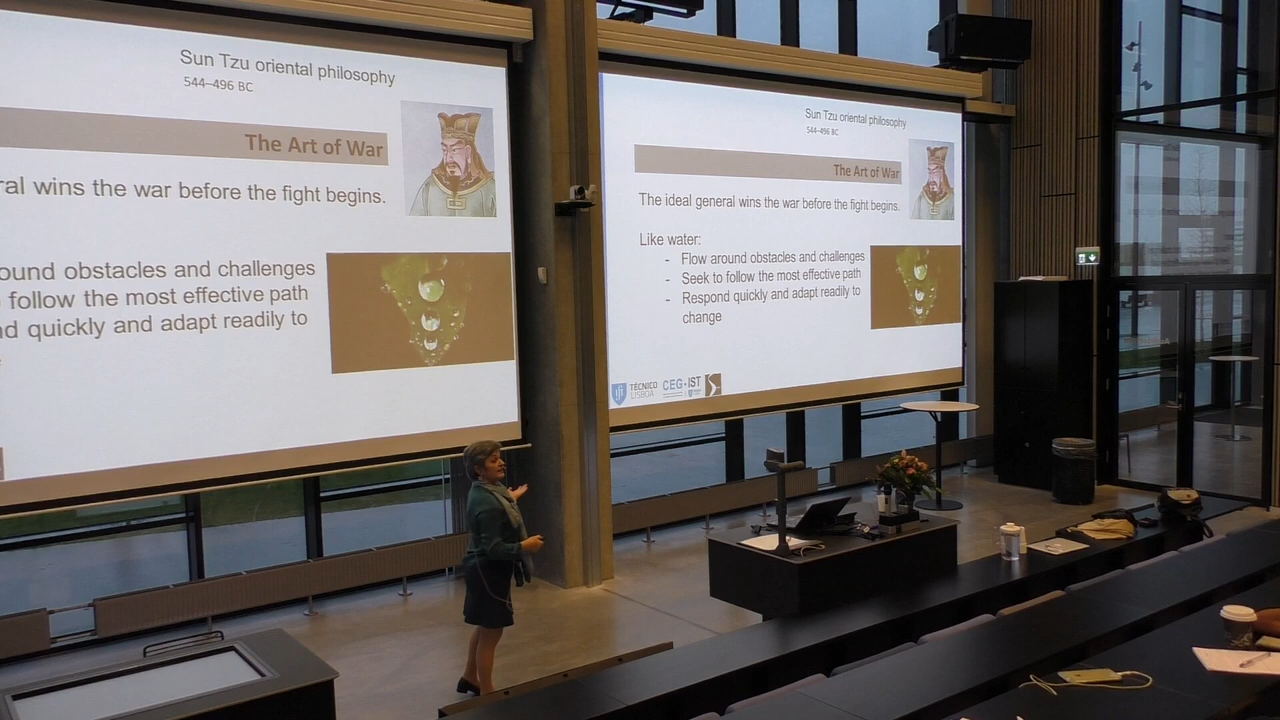 Sun Tzu oriental philosophy
544–496 BC
The Art of War
ral wins the war before the fight begins.
ound obstacles and challenges
follow the most effective path
nd quickly and adapt readily to
Sun Tzu oriental philosophy
544–496 BC
The Art of War
The ideal general wins the war before the fight begins.
Like water:
- Flow around obstacles and challenges
- Seek to follow the most effective path
- Respond quickly and adapt readily to
change
TÉCNICO
LISBOA
CEG-IST